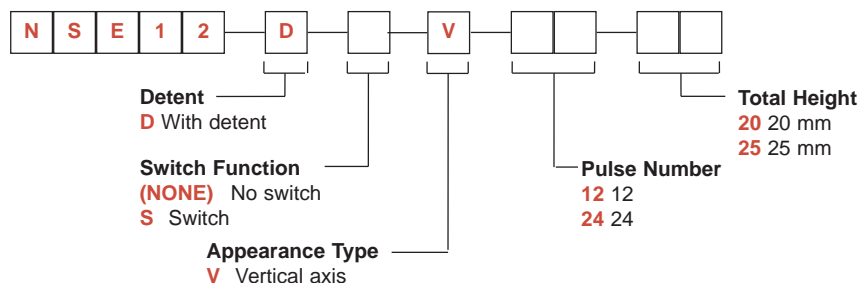 N S E 1 2 D V
Detent
D With detent
Switch Function
(NONE) No switch
S Switch
Appearance Type
V Vertical axis
Pulse Number
12 12
24 24
Total Height
20 20 mm
25 25 mm